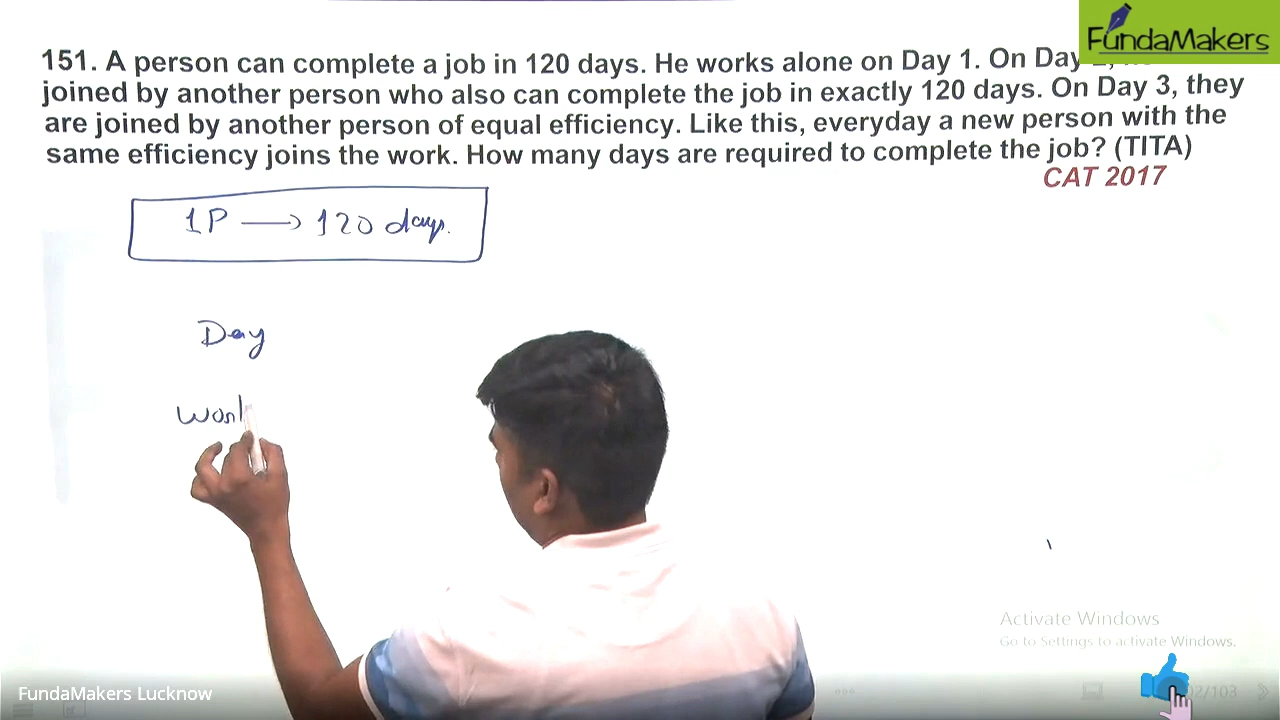 FundaMakers
151. A person can complete a job in 120 days. He works alone on Day 1. On Day
joined by another person who also can complete the job in exactly 120 days. On Day 3, they
are joined by another person of equal efficiency. Like this, everyday a new person with the
same efficiency joins the work. How many days are required to complete the job? (TITA)
CAT 2017
1P → 120 days.
Day
Work
Activate Windows
Go to Settings to activate Windows.
FundaMakers Lucknow
/103